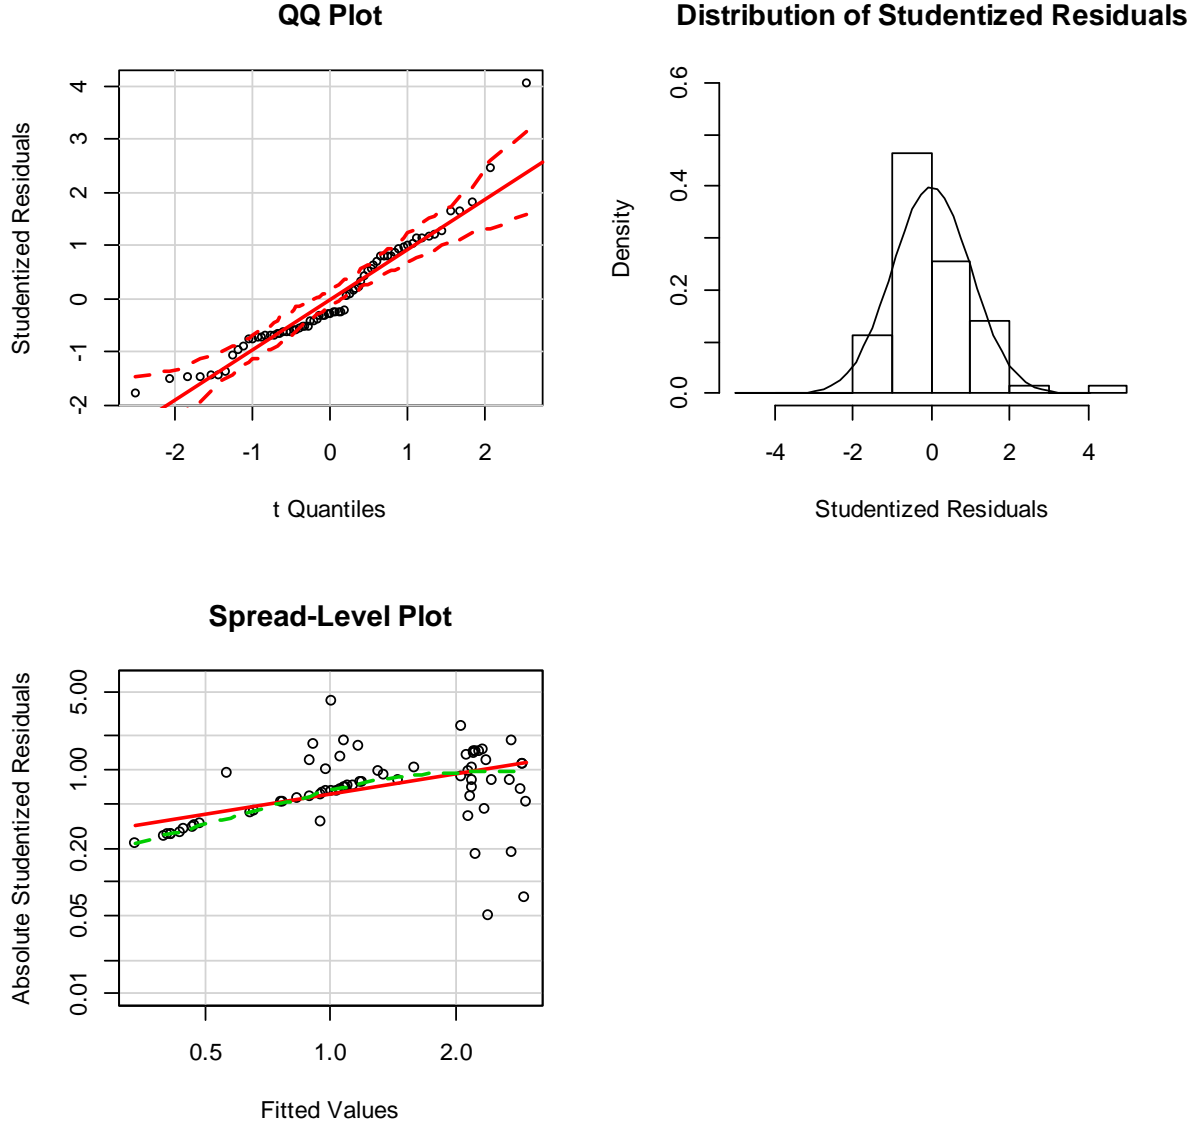 QQ Plot
Studentized Residuals
4
3
2
1
0
-1
-2
-2 -1 0 1 2
t Quantiles
Distribution of Studentized Residuals
Density
0.6
0.4
0.2
0.0
-4 -2 0 2 4
Studentized Residuals
Spread-Level Plot
Absolute Studentized Residuals
5.00
1.00
0.20
0.05
0.01
0.5 1.0 2.0
Fitted Values